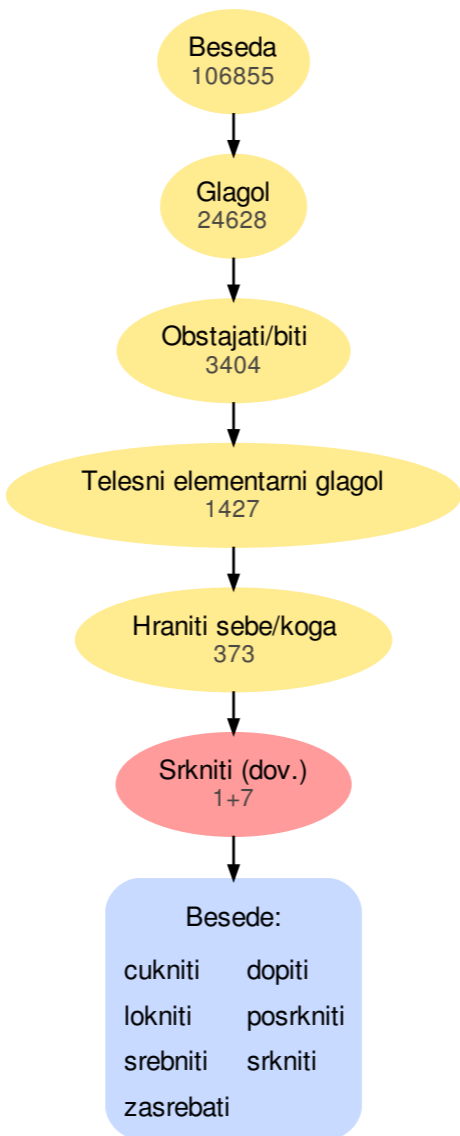 Beseda
106855
Glagol
24628
Obstajati/biti
3404
Telesni elementarni glagol
1427
Hraniti sebe/koga
373
Srkniti (dov.)
1+7
Besede:
cukniti dopiti
lokniti posrkniti
srebniti srkniti
zasrebati